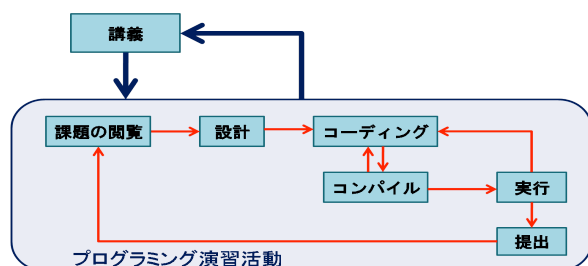 講義
課題の閲覧
設計
コーディング
コンパイル
実行
提出
プログラミング演習活動